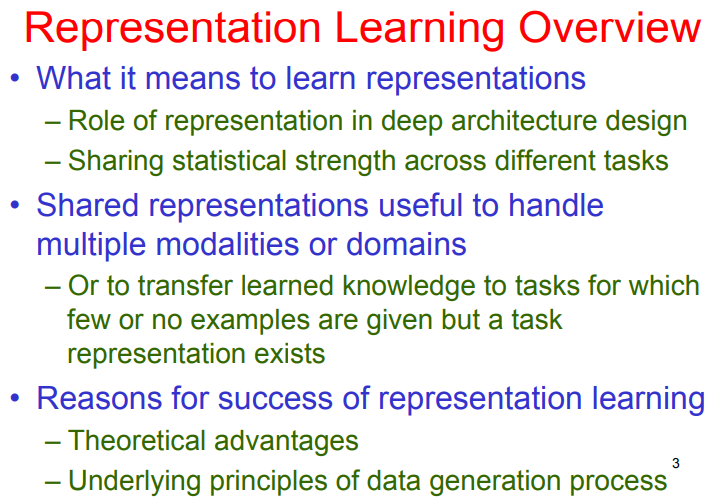 Representation Learning Overview
• What it means to learn representations
– Role of representation in deep architecture design
– Sharing statistical strength across different tasks
• Shared representations useful to handle
multiple modalities or domains
– Or to transfer learned knowledge to tasks for which
few or no examples are given but a task
representation exists
• Reasons for success of representation learning
– Theoretical advantages
– Underlying principles of data generation process
3